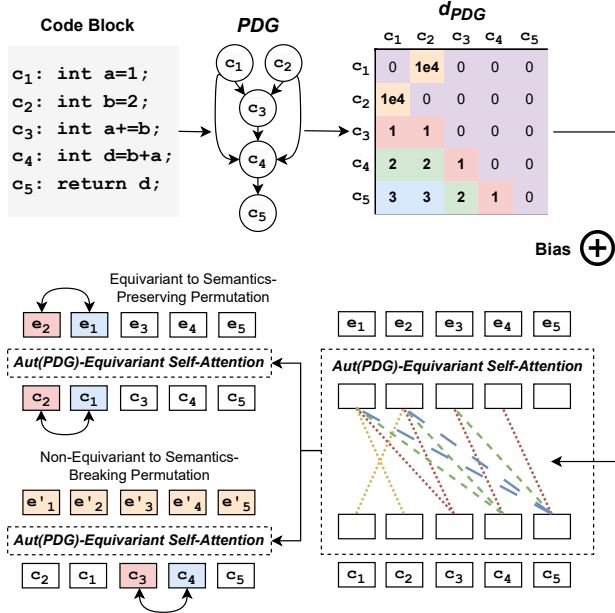 Code Block
c1: int a=1;
c2: int b=2;
c3: int a+=b;
c4: int d=b+a;
c5: return d;
PDG
c1 c2
c3
c4
c5
dPDG
c1 c2 c3 c4 c5
c1 0 1e4 0 0 0
c2 1e4 0 0 0 0
c3 1 1 0 0 0
c4 2 2 1 0 0
c5 3 3 2 1 0
Bias +
Equivariant to Semantics-
Preserving Permutation
e2 e1 e3 e4 e5
Aut(PDG)-Equivariant Self-Attention
c2 c1 c3 c4 c5
Non-Equivariant to Semantics-
Breaking Permutation
e'1 e'2 e'3 e'4 e'5
Aut(PDG)-Equivariant Self-Attention
c2 c1 c3 c4 c5
e1 e2 e3 e4 e5
Aut(PDG)-Equivariant Self-Attention
c1 c2 c3 c4 c5